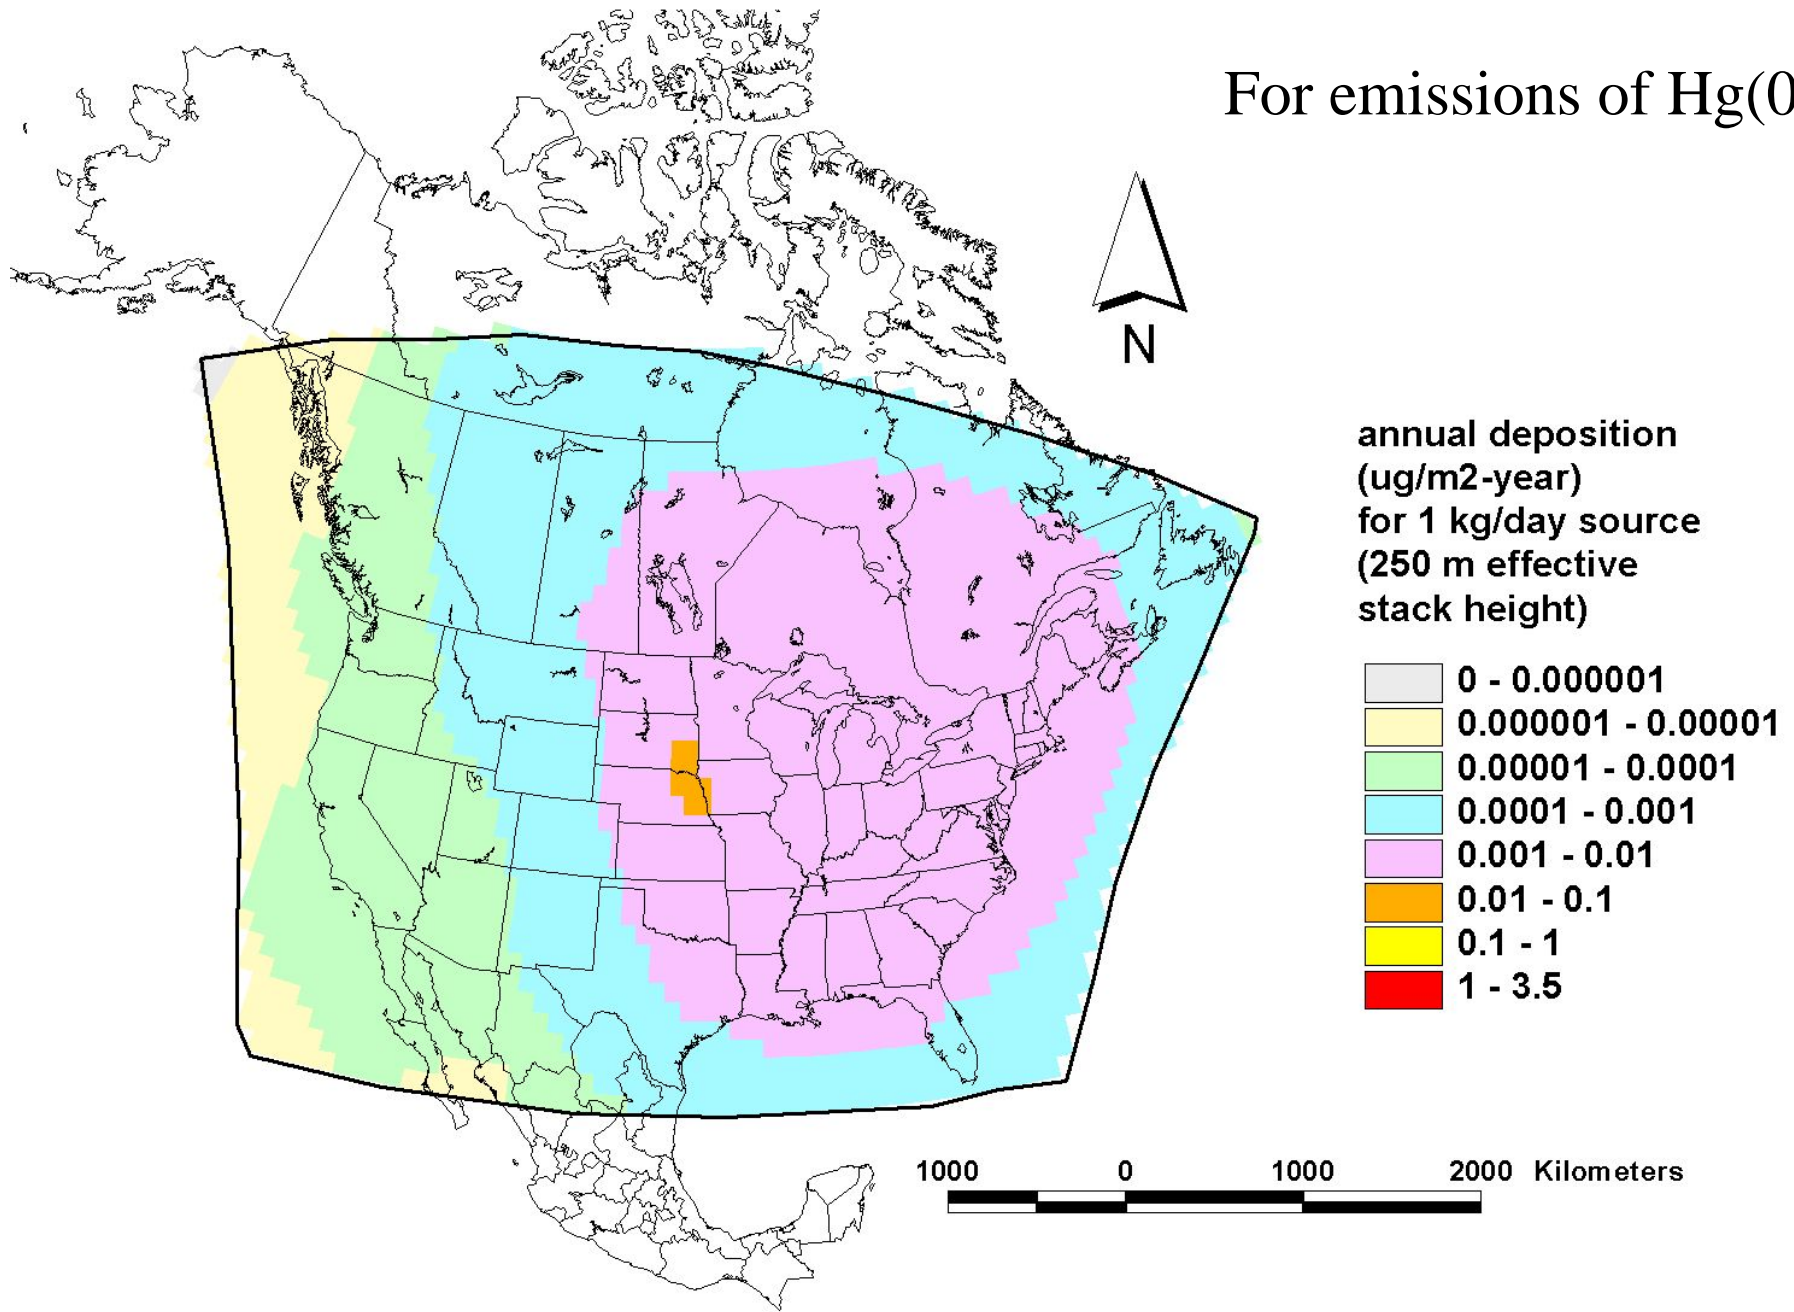 For emissions of Hg(0
N
annual deposition
(ug/m2-year)
for 1 kg/day source
(250 m effective
stack height)
0 - 0.000001
0.000001 - 0.00001
0.00001 - 0.0001
0.0001 - 0.001
0.001 - 0.01
0.01 - 0.1
0.1 - 1
1 - 3.5
1000 0 1000 2000 Kilometers